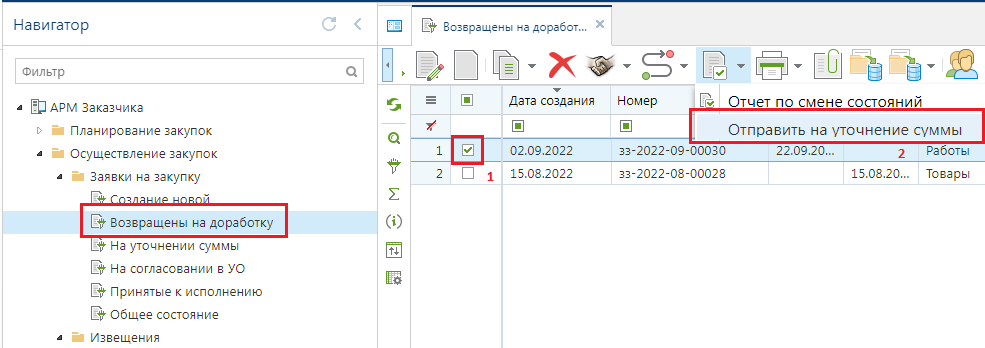 Навигатор
Фильтр
АРМ Заказчика
Планирование закупок
Осуществление закупок
Заявки на закупку
Создание новой
Возвращены на доработку
На уточнении суммы
На согласовании в УО
Принятые к исполнению
Общее состояние
Извещения
Возвращены на доработ...
Отчет по смене состояний
Отправить на уточнение суммы
Дата создания Номер
1 02.09.2022 зз-2022-09-00030 22.09.20... 2 Работы
1
2 15.08.2022 зз-2022-08-00028 15.08.20... Товары